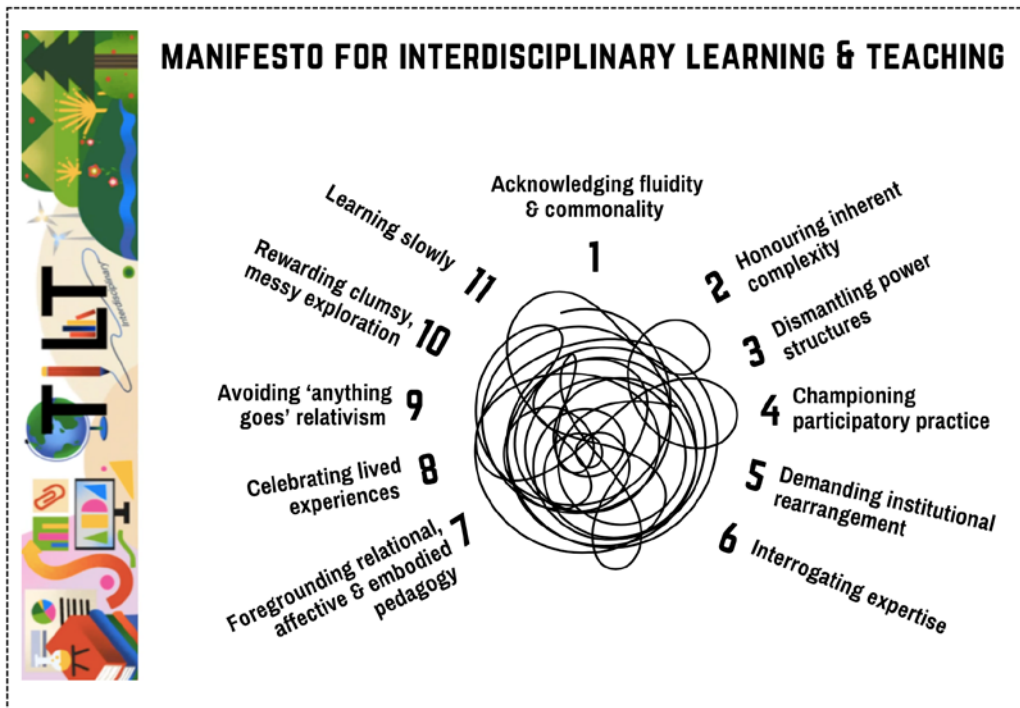 MANIFESTO FOR INTERDISCIPLINARY LEARNING & TEACHING
TILT
interdisciplinary
1
Acknowledging fluidity
& commonality
2
Honouring inherent
complexity
3
Dismantling power
structures
4
Championing
participatory practice
5
Demanding institutional
rearrangement
6
Interrogating expertise
7
Foregrounding relational,
affective & embodied
pedagogy
8
Celebrating lived
experiences
9
Avoiding ‘anything
goes’ relativism
10
Rewarding clumsy,
messy exploration
11
Learning slowly